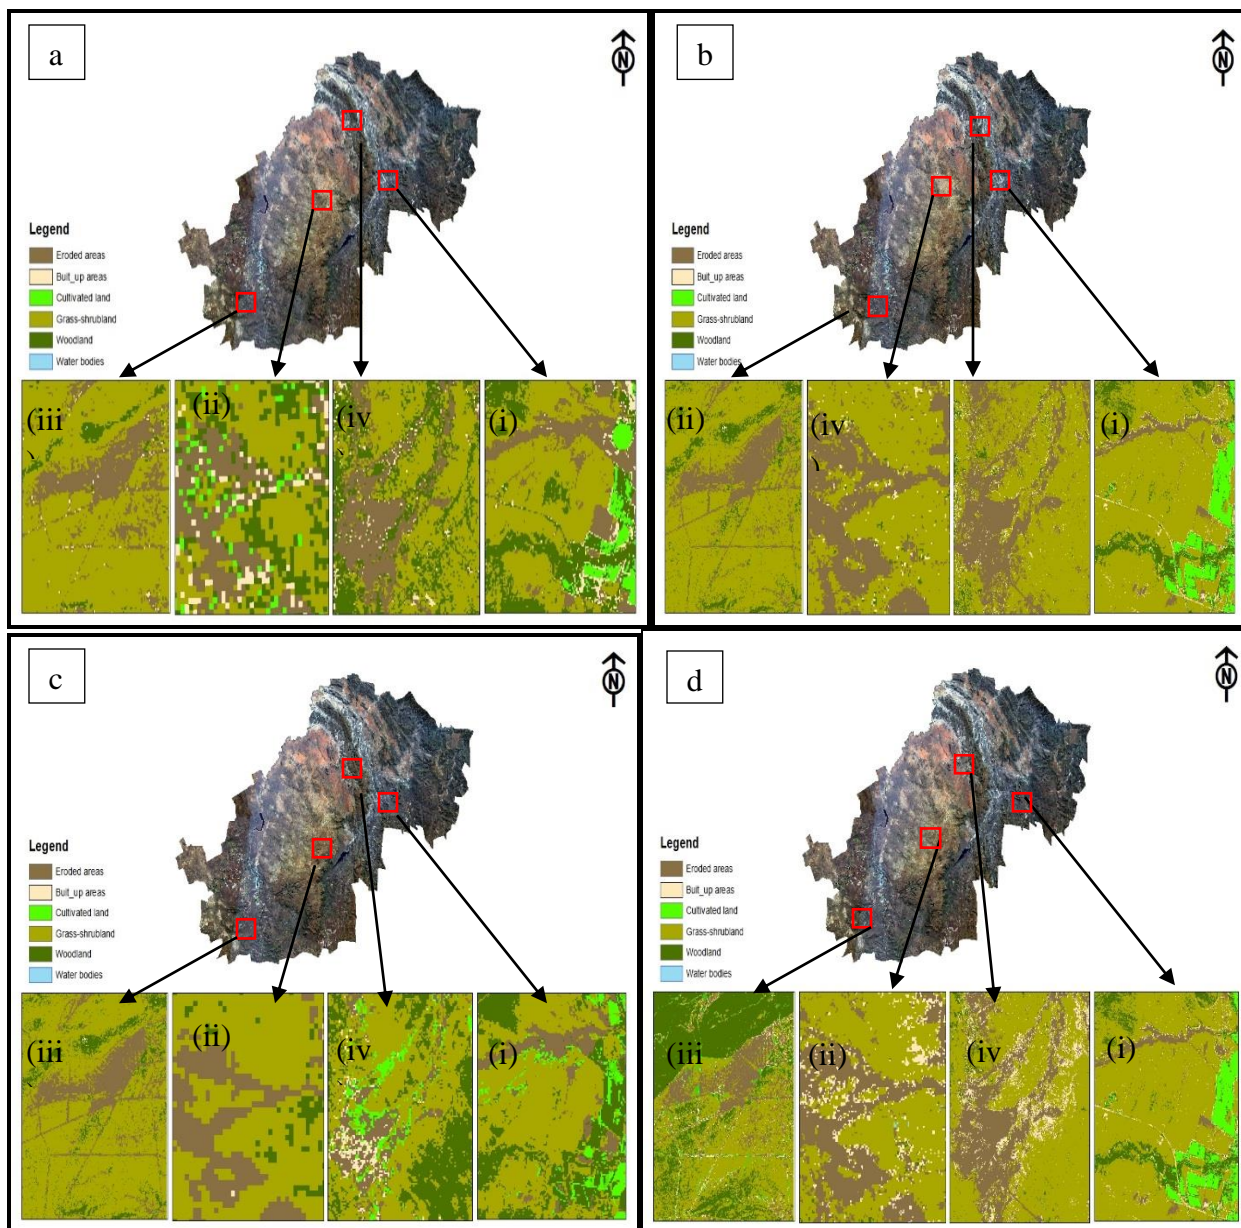 a
N
Legend
Eroded areas
Buit_up areas
Cultivated land
Grass-shrubland
Woodland
Water bodies
(iii
(ii)
(iv
(i)
b
N
Legend
Eroded areas
Buit_up areas
Cultivated land
Grass-shrubland
Woodland
Water bodies
(ii)
(iv
(i)
c
N
Legend
Eroded areas
Buit_up areas
Cultivated land
Grass-shrubland
Woodland
Water bodies
(iii
(ii)
(iv
(i)
d
N
Legend
Eroded areas
Buit_up areas
Cultivated land
Grass-shrubland
Woodland
Water bodies
(iii
(ii)
(iv
(i)